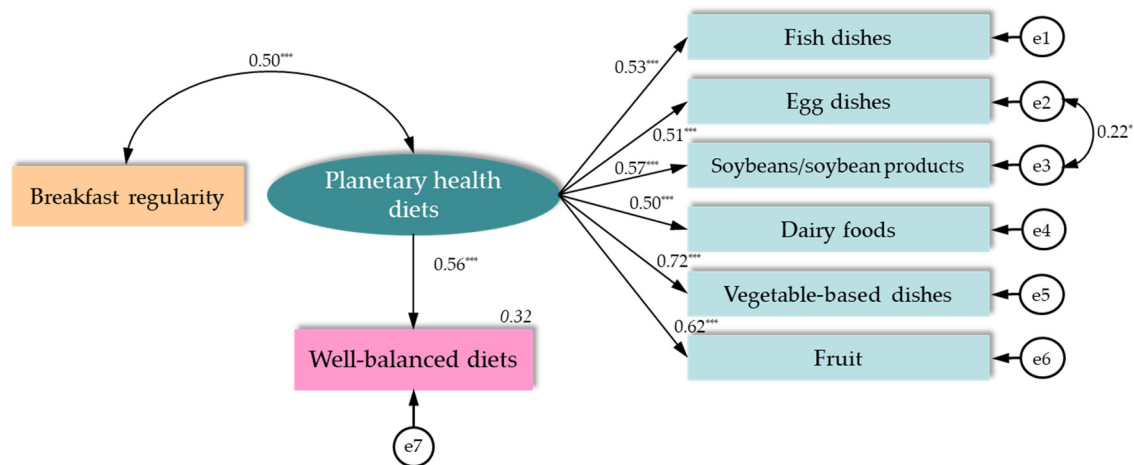 0.50***
Breakfast regularity
Planetary health
diets
0.56***
0.32
Well-balanced diets
e7
0.53***
0.51***
0.57***
0.50***
0.72***
0.62***
Fish dishes
e1
Egg dishes
e2
0.22*
Soybeans/soybean products
e3
Dairy foods
e4
Vegetable-based dishes
e5
Fruit
e6